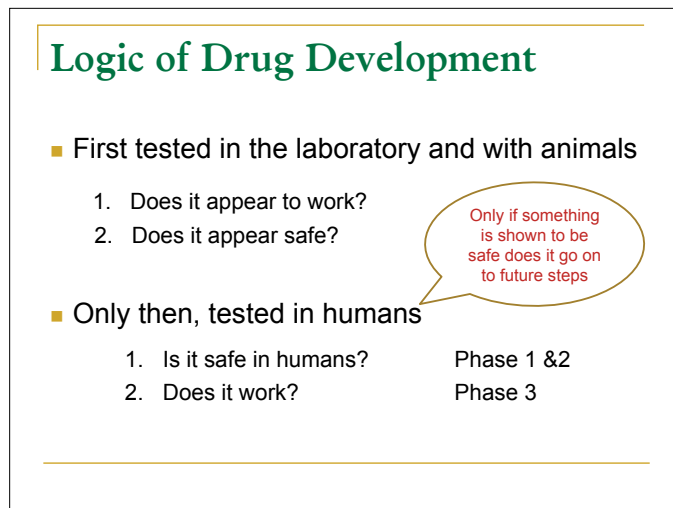 Logic of Drug Development
First tested in the laboratory and with animals
1. Does it appear to work?
2. Does it appear safe?
Only if something
is shown to be
safe does it go on
to future steps
Only then, tested in humans
1. Is it safe in humans? Phase 1 &2
2. Does it work? Phase 3